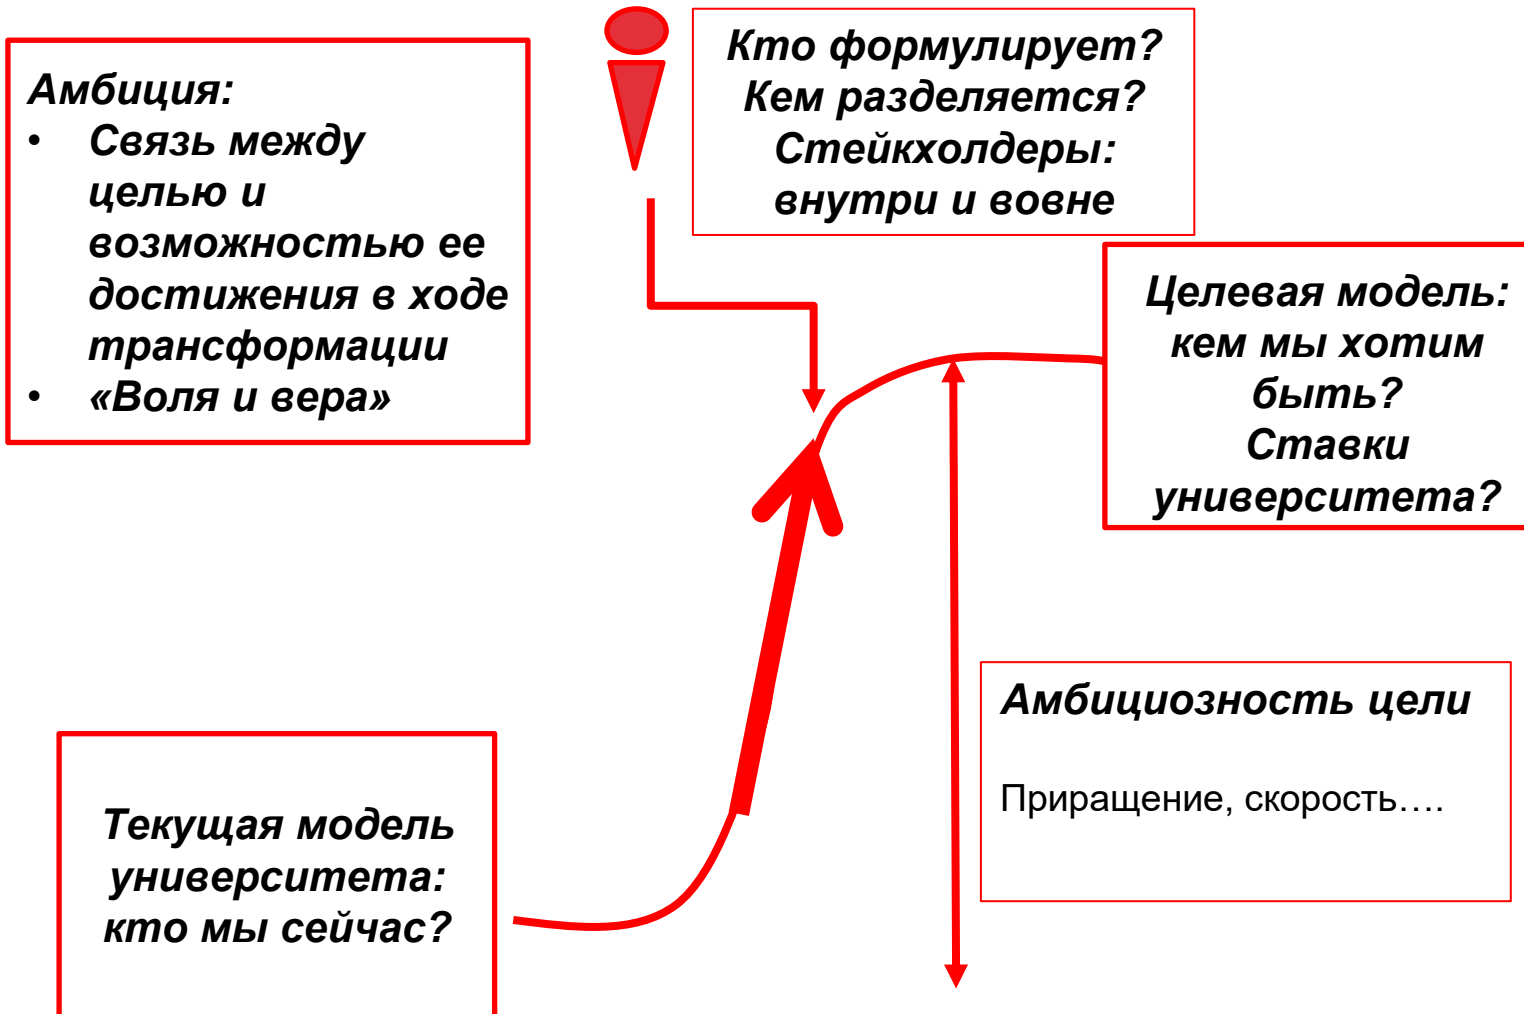 Амбиция:
• Связь между
целью и
возможностью ее
достижения в ходе
трансформации
• «Воля и вера»
Кто формулирует?
Кем разделяется?
Стейкхолдеры:
внутри и вовне
Целевая модель:
кем мы хотим
быть?
Ставки
университета?
Амбициозность цели
Приращение, скорость….
Текущая модель
университета:
кто мы сейчас?